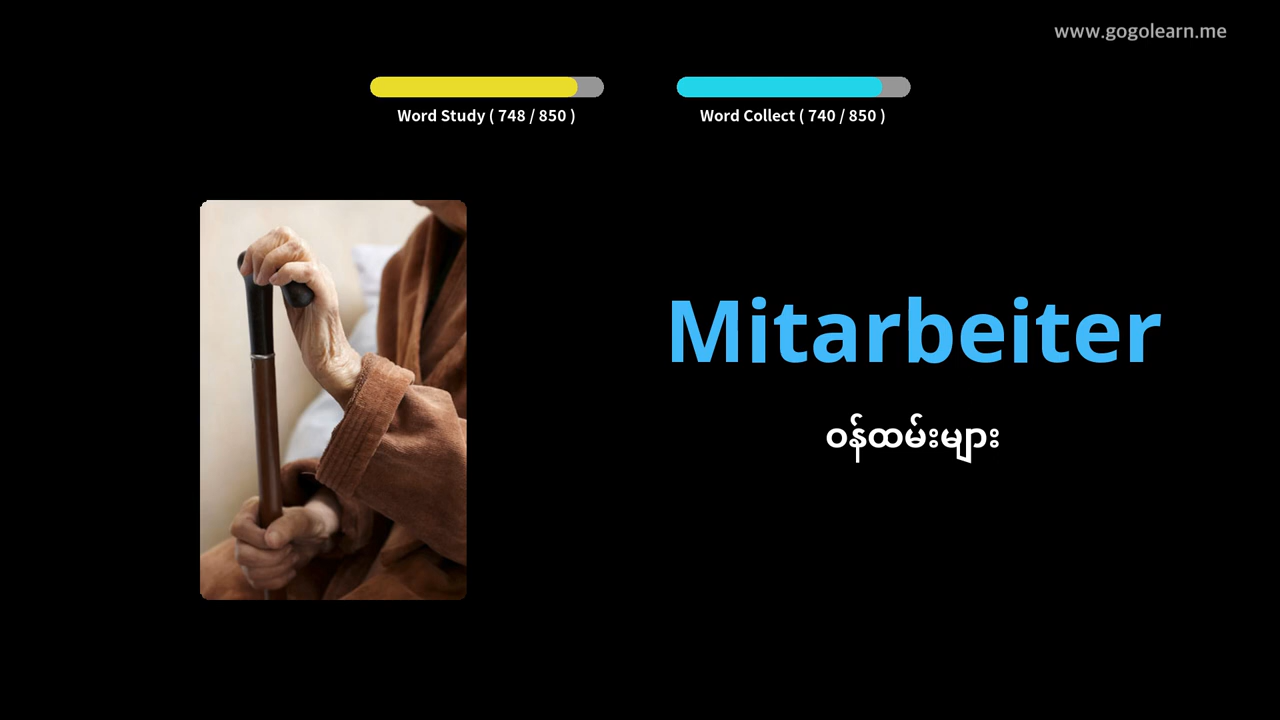 www.gogolearn.me
Word Study ( 748 / 850 )
Word Collect ( 740 / 850 )
Mitarbeiter
ဝန်ထမ်းများ